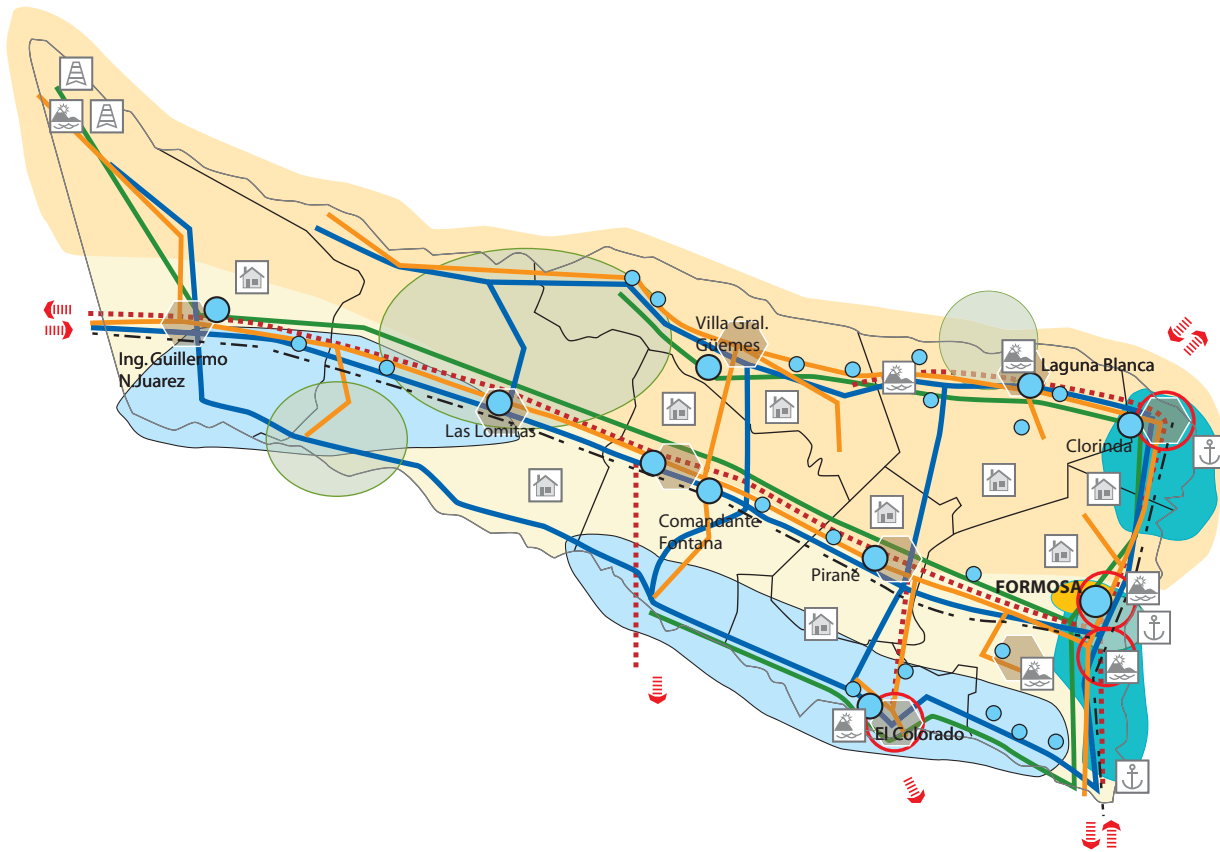 Villa Gral.
Güemes
Ing. Guillermo
N.Juarez
Laguna Blanca
Las Lomitas
Clorinda
Comandante
Fontana
Pirané
FORMOSA
El Colorado